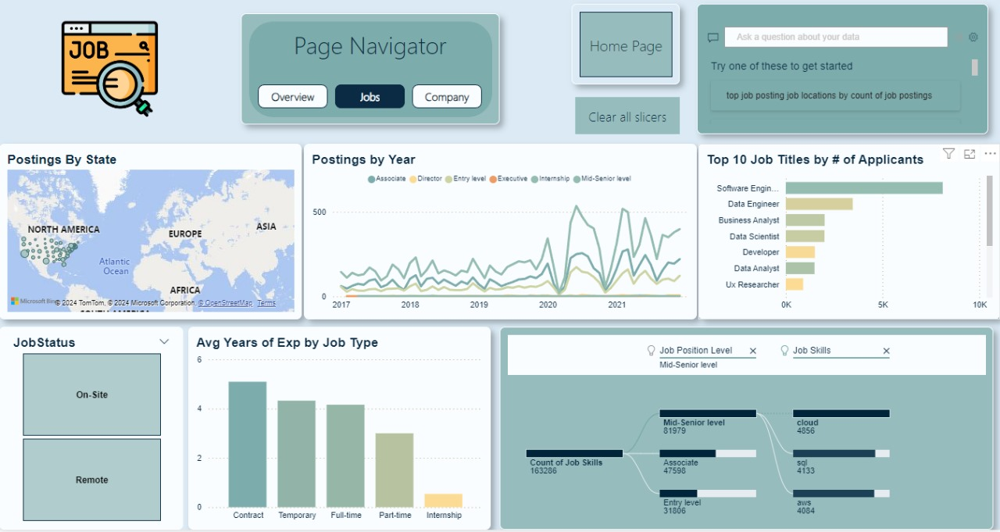 JOB
Page Navigator
Overview
Jobs
Company
Home Page
Clear all slicers
Ask a question about your data
Try one of these to get started
top job posting job locations by count of job postings
Postings By State
NORTH AMERICA
EUROPE
ASIA
Atlantic
Ocean
AFRICA
Microsoft Bing
© 2024 TomTom, © 2024 Microsoft Corporation, © OpenStreetMap Terms
SOUTH AMERICA
Postings by Year
Associate Director Entry level Executive Internship Mid-Senior level
500
0
2017 2018 2019 2020 2021
Top 10 Job Titles by # of Applicants
Software Engin...
Data Engineer
Business Analyst
Data Scientist
Developer
Data Analyst
Ux Researcher
0K 5K 10K
JobStatus
On-Site
Remote
Avg Years of Exp by Job Type
6
4
2
0
Contract Temporary Full-time Part-time Internship
Job Position Level
Mid-Senior level
Job Skills
Count of Job Skills
163286
Mid-Senior level
81979
Associate
47598
Entry level
31806
cloud
4856
sql
4133
aws
4084